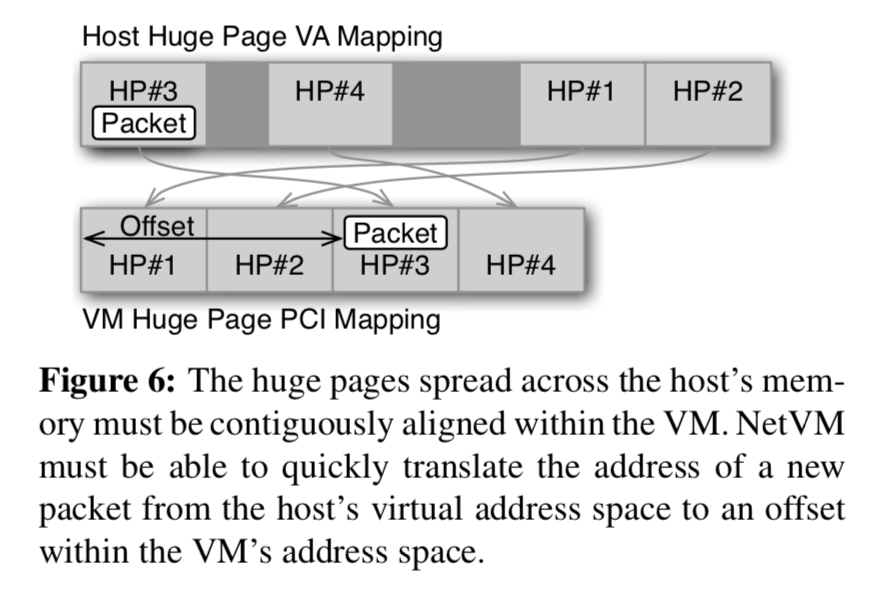 Host Huge Page VA Mapping
HP#3 HP#4 HP#1 HP#2
Packet
Offset Packet
HP#1 HP#2 HP#3 HP#4
VM Huge Page PCI Mapping
Figure 6: The huge pages spread across the host's mem-
ory must be contiguously aligned within the VM. NetVM
must be able to quickly translate the address of a new
packet from the host's virtual address space to an offset
within the VM's address space.